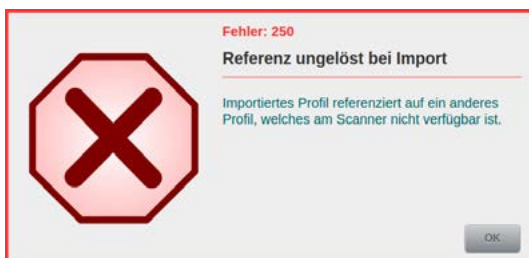 Fehler: 250
Referenz ungelöst bei Import
Importiertes Profil referenziert auf ein anderes
Profil, welches am Scanner nicht verfügbar ist.
OK